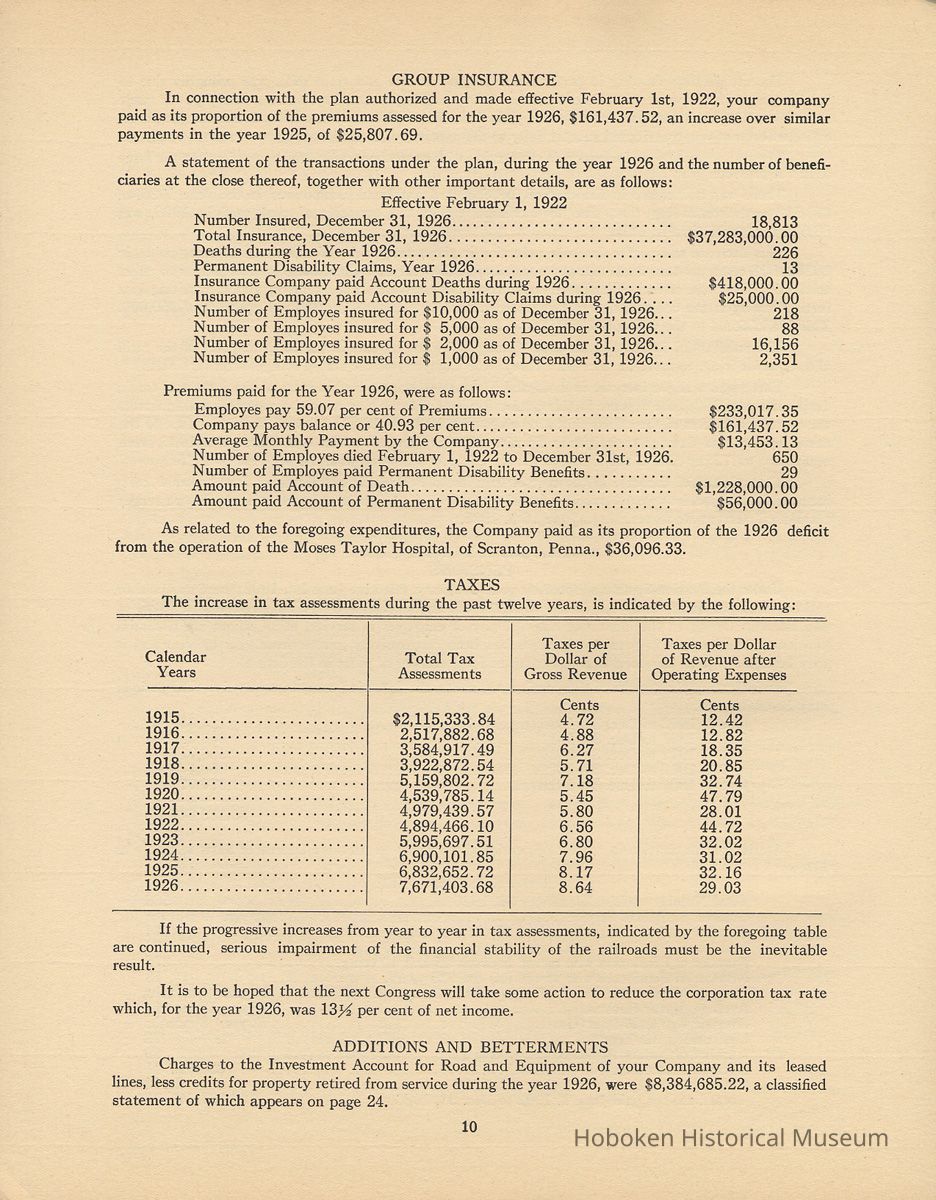 GROUP INSURANCE
In connection with the plan authorized and made effective February 1st, 1922, your company
paid as its proportion of the premiums assessed for the year 1926, $161,437.52, an increase over similar
payments in the year 1925, of $25,807.69.
A statement of the transactions under the plan, during the year 1926 and the number of benefi-
ciaries at the close thereof, together with other important details, are as follows:
Effective February 1, 1922
Number Insured, December 31, 1926............................ 18,813
Total Insurance, December 31, 1926............................ $37,283,000.00
Deaths during the Year 1926................................... 226
Permanent Disability Claims, Year 1926......................... 13
Insurance Company paid Account Deaths during 1926............. $418,000.00
Insurance Company paid Account Disability Claims during 1926..... $25,000.00
Number of Employes insured for $10,000 as of December 31, 1926... 218
Number of Employes insured for $ 5,000 as of December 31, 1926... 88
Number of Employes insured for $ 2,000 as of December 31, 1926... 16,156
Number of Employes insured for $ 1,000 as of December 31, 1926... 2,351
Premiums paid for the Year 1926, were as follows:
Employes pay 59.07 per cent of Premiums........................ $233,017.35
Company pays balance or 40.93 per cent......................... $161,437.52
Average Monthly Payment by the Company...................... $13,453.13
Number of Employes died February 1, 1922 to December 31st, 1926. 650
Number of Employes paid Permanent Disability Benefits........... 29
Amount paid Account of Death................................. $1,228,000.00
Amount paid Account of Permanent Disability Benefits............. $56,000.00
As related to the foregoing expenditures, the Company paid as its proportion of the 1926 deficit
from the operation of the Moses Taylor Hospital, of Scranton, Penna., $36,096.33.
TAXES
The increase in tax assessments during the past twelve years, is indicated by the following:
Calendar Years
Total Tax Assessments
Taxes per Dollar of Gross Revenue
Taxes per Dollar of Revenue after Operating Expenses
Cents Cents
1915........................ $2,115,333.84 4.72 12.42
1916........................ 2,517,882.68 4.88 12.82
1917........................ 3,584,917.49 6.27 18.35
1918........................ 3,922,872.54 5.71 20.85
1919........................ 5,159,802.72 7.18 32.74
1920........................ 4,539,785.14 5.45 47.79
1921........................ 4,979,439.57 5.80 28.01
1922........................ 4,894,466.10 6.56 44.72
1923........................ 5,995,697.51 6.80 32.02
1924........................ 6,900,101.85 7.96 31.02
1925........................ 6,832,652.72 8.17 32.16
1926........................ 7,671,403.68 8.64 29.03
If the progressive increases from year to year in tax assessments, indicated by the foregoing table
are continued, serious impairment of the financial stability of the railroads must be the inevitable
result.
It is to be hoped that the next Congress will take some action to reduce the corporation tax rate
which, for the year 1926, was 13½ per cent of net income.
ADDITIONS AND BETTERMENTS
Charges to the Investment Account for Road and Equipment of your Company and its leased
lines, less credits for property retired from service during the year 1926, were $8,384,685.22, a classified
statement of which appears on page 24.
10
Hoboken Historical Museum